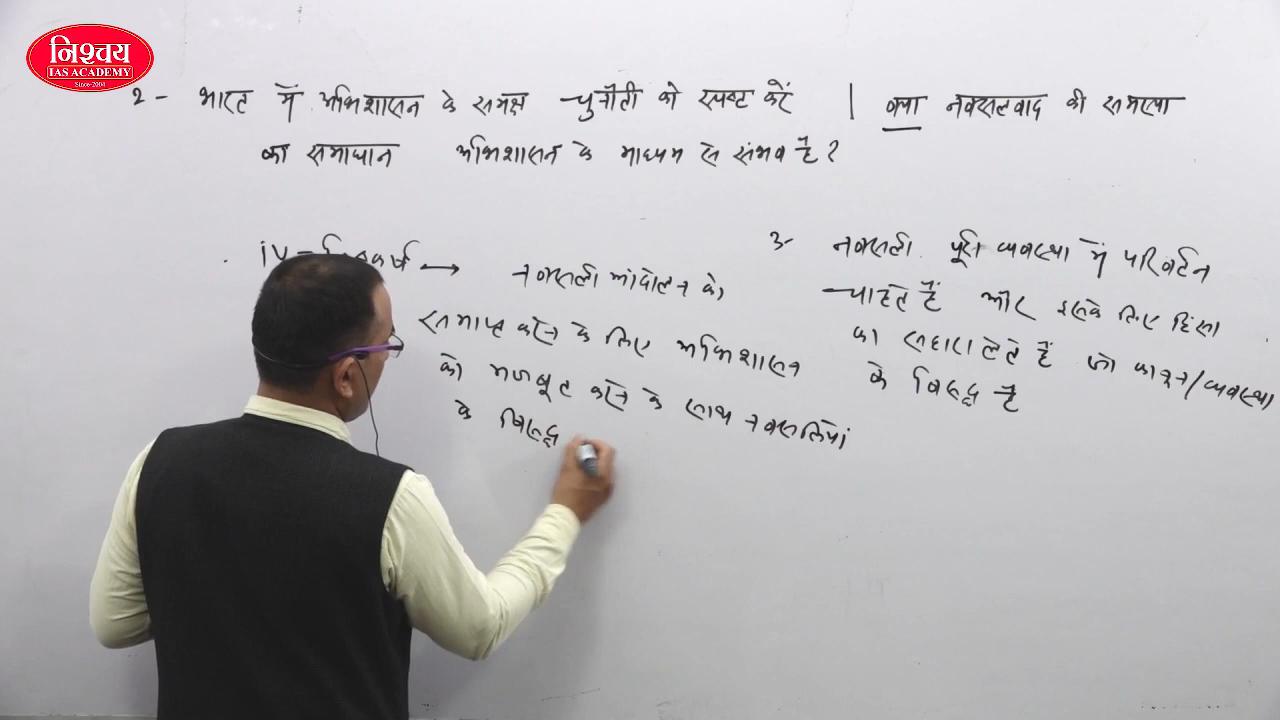 निश्चय
IAS ACADEMY
Since-2004
2- भारत में अभिशासन के समक्ष चुनौती को स्पष्ट करें | क्या नक्सलवाद की समस्या
का समाधान अभिशासन के माध्यम से संभव है?
iv - निष्कर्ष → नक्सली आंदोलन को
समाप्त करने के लिए अभिशासन
को मजबूत करने के साथ नक्सलियों
के विरुद्ध
3- नक्सली पूरी व्यवस्था में परिवर्तन
चाहते हैं और इसके लिए हिंसा
का सहारा लेते हैं जो कानून/व्यवस्था
के विरुद्ध है